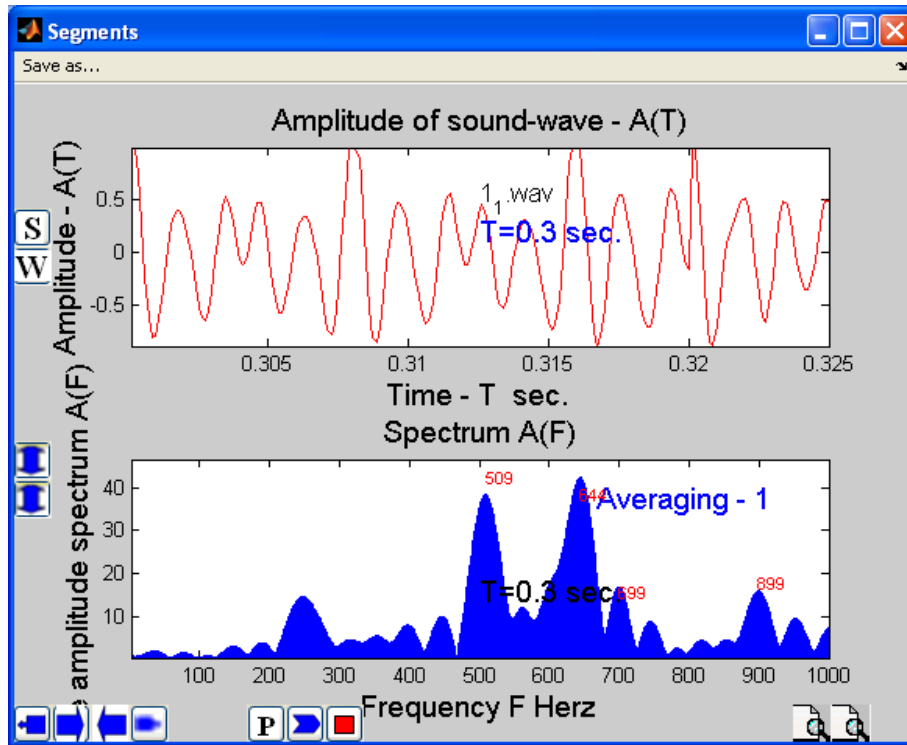 Segments
Save as...
Amplitude of sound-wave - A(T)
Amplitude - A(T)
0.5
0
-0.5
1_1.wav
T=0.3 sec.
S
W
0.305 0.31 0.315 0.32 0.325
Time - T sec.
Spectrum A(F)
e amplitude spectrum A(F)
40
30
20
10
509
644
Averaging - 1
T=0.3 sec.
699
899
100 200 300 400 500 600 700 800 900 1000
Frequency F Herz
P